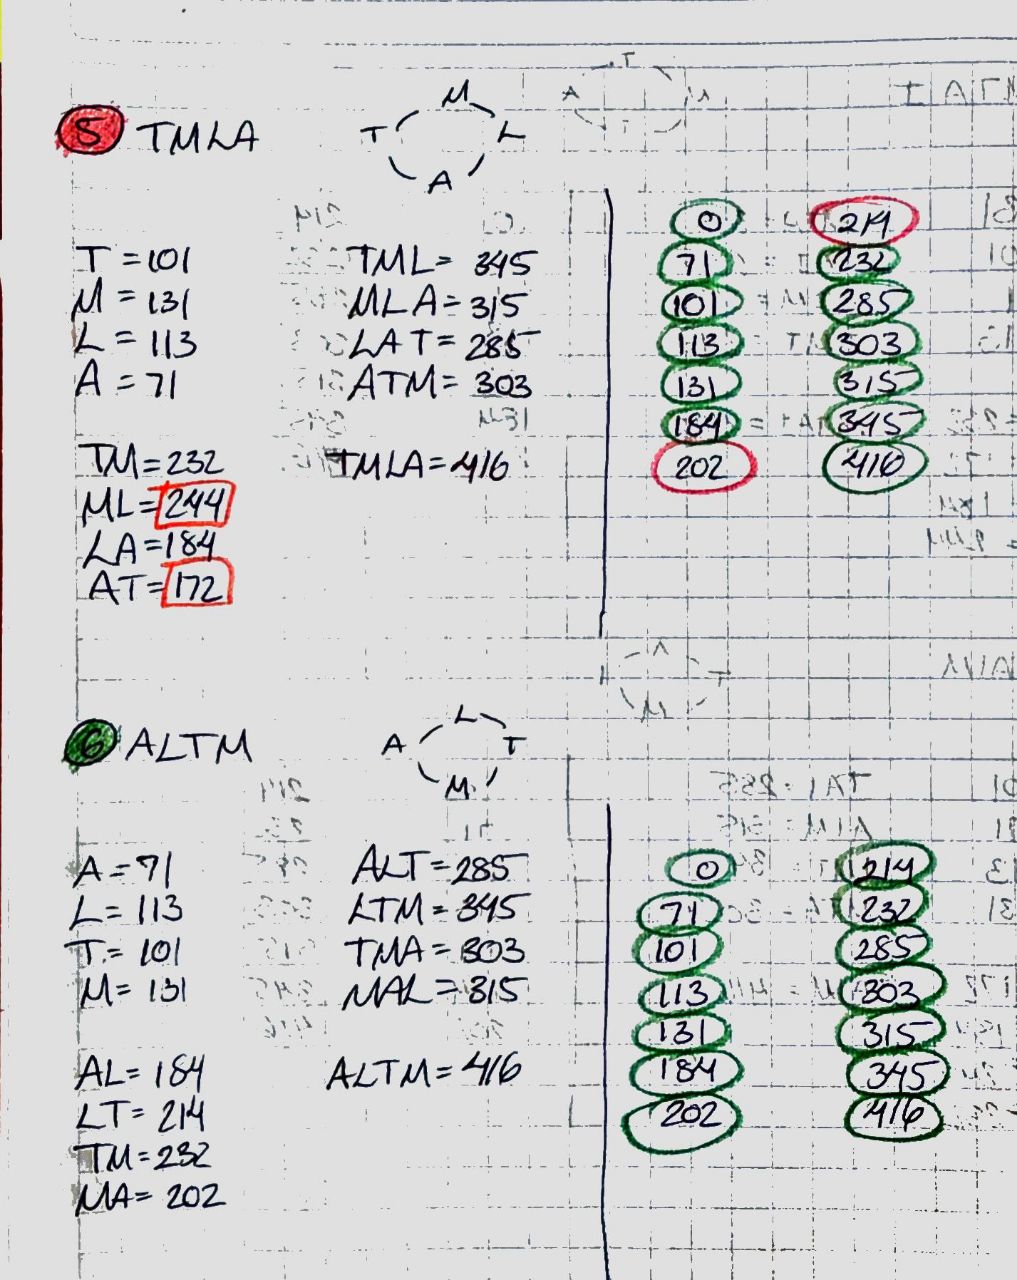 5 TMLA
M
T L
A
T = 101
M = 131
L = 113
A = 71
TM = 232
ML = 244
LA = 184
AT = 172
TML = 345
MLA = 315
LAT = 285
ATM = 303
TMLA = 416
0 214
71 232
101 285
113 303
131 315
184 345
202 416
6 ALTM
L
A T
M
A = 71
L = 113
T = 101
M = 131
AL = 184
LT = 214
TM = 232
MA = 202
ALT = 285
LTM = 345
TMA = 303
MAL = 315
ALTM = 416
0 214
71 232
101 285
113 303
131 315
184 345
202 416